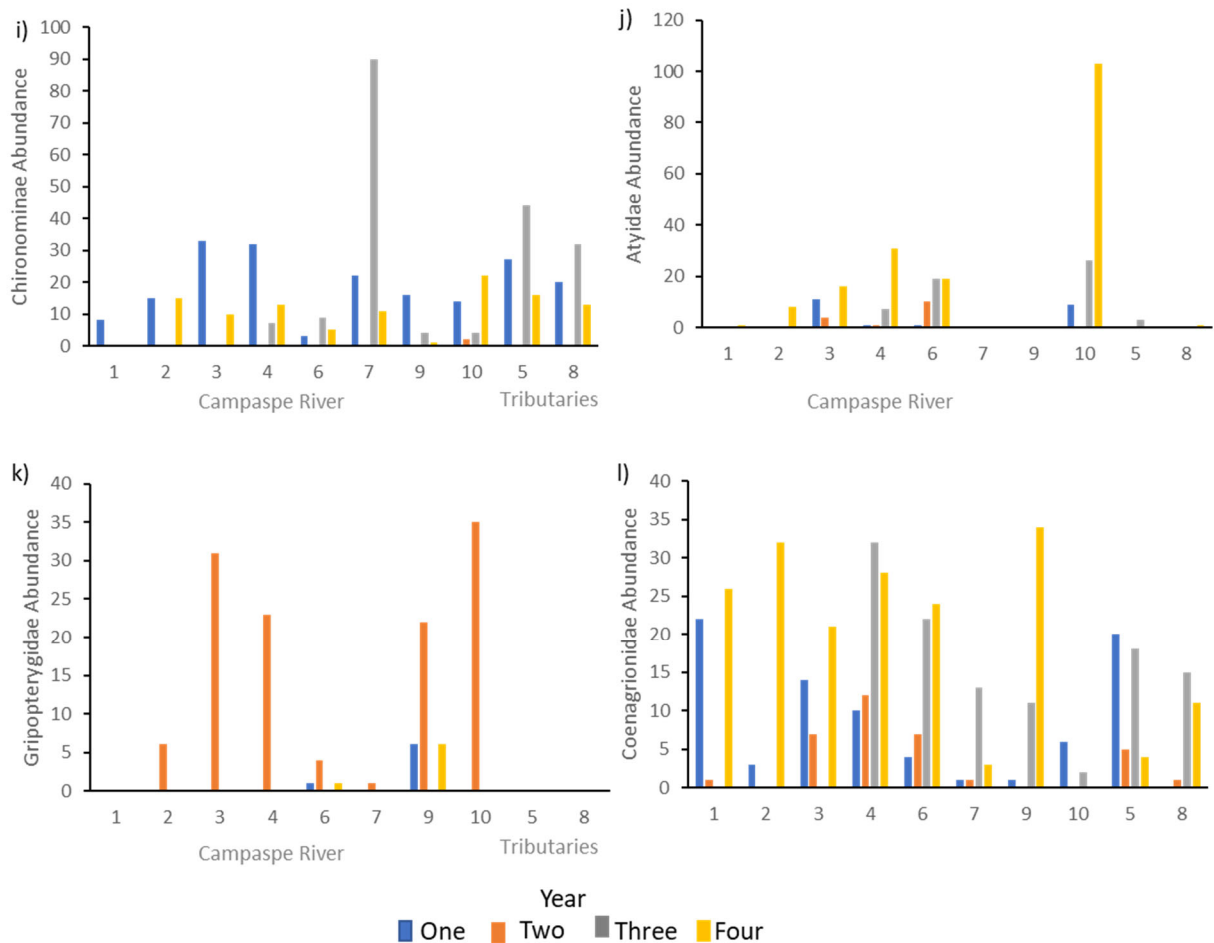 i)
Chironominae Abundance
100
90
80
70
60
50
40
30
20
10
0
1 2 3 4 6 7 9 10 5 8
Campaspe River Tributaries
j)
Atyidae Abundance
120
100
80
60
40
20
0
1 2 3 4 6 7 9 10 5 8
Campaspe River
k)
Gripopterygidae Abundance
40
35
30
25
20
15
10
5
0
1 2 3 4 6 7 9 10 5 8
Campaspe River Tributaries
l)
Coenagrionidae Abundance
40
35
30
25
20
15
10
5
0
1 2 3 4 6 7 9 10 5 8
Year
One Two Three Four